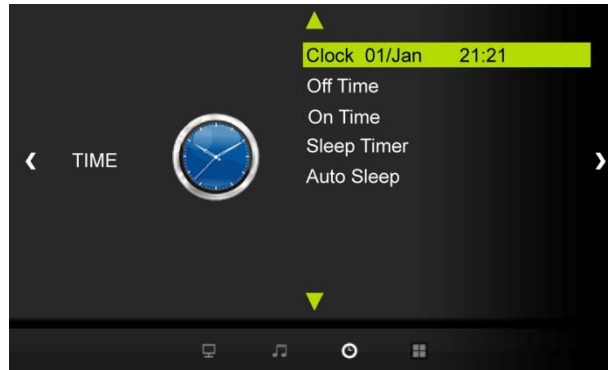 TIME
Clock 01/Jan 21:21
Off Time
On Time
Sleep Timer
Auto Sleep